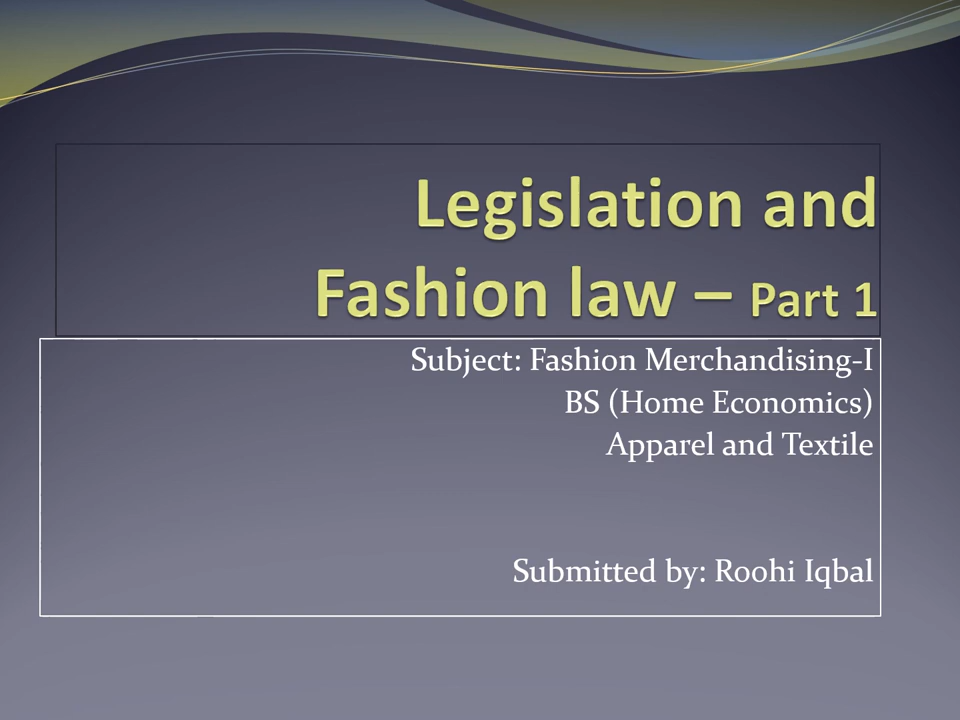 Legislation and
Fashion law – Part 1
Subject: Fashion Merchandising-I
BS (Home Economics)
Apparel and Textile
Submitted by: Roohi Iqbal